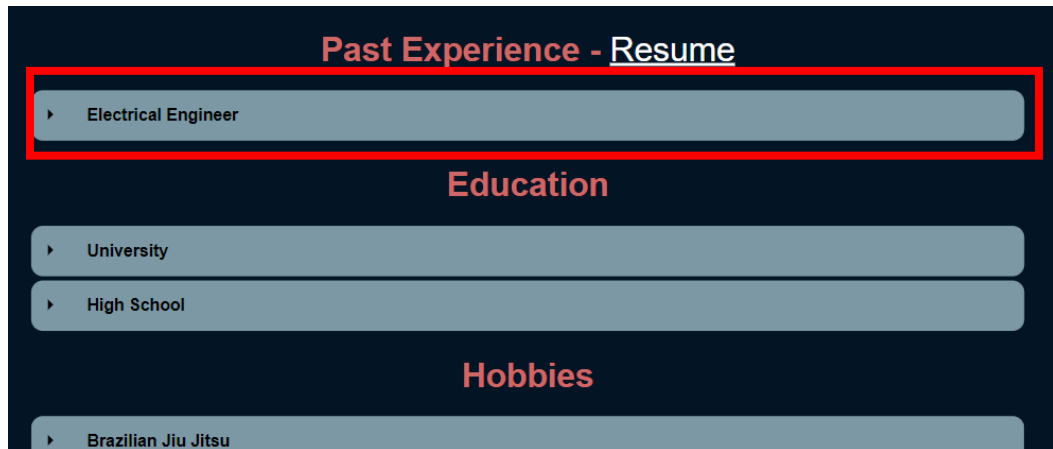 Past Experience - Resume
Electrical Engineer
Education
University
High School
Hobbies
Brazilian Jiu Jitsu